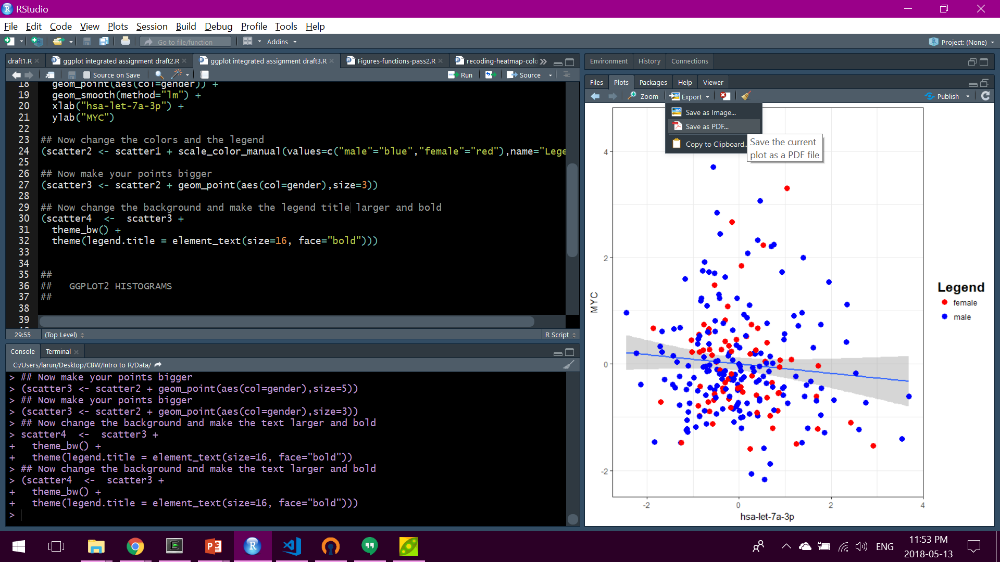 RStudio
File Edit Code View Plots Session Build Debug Profile Tools Help
Go to file/function
Addins
Project: (None)
draft1.R
ggplot integrated assignment draft2.R
ggplot integrated assignment draft3.R
Figures-functions-pass2.R
recoding-heatmap-colo
Source on Save
Run
Source
18 geom_point(aes(col=gender)) +
19 geom_smooth(method="lm") +
20 xlab("hsa-let-7a-3p") +
21 ylab("MYC")
22
23 ## Now change the colors and the legend
24 (scatter2 <- scatter1 + scale_color_manual(values=c("male"="blue","female"="red"),name="Lege
25
26 ## Now make your points bigger
27 (scatter3 <- scatter2 + geom_point(aes(col=gender),size=3))
28
29 ## Now change the background and make the legend title larger and bold
30 (scatter4  <-  scatter3 +
31 theme_bw() +
32 theme(legend.title = element_text(size=16, face="bold")))
33
34
35 ##
36 ##   GGPLOT2 HISTOGRAMS
37 ##
38
39
29:55
(Top Level)
R Script
Console
Terminal
C:/Users/larun/Desktop/CBW/Intro to R/Data/
> ## Now make your points bigger
> (scatter3 <- scatter2 + geom_point(aes(col=gender),size=5))
> ## Now make your points bigger
> (scatter3 <- scatter2 + geom_point(aes(col=gender),size=3))
> ## Now change the background and make the text larger and bold
> scatter4  <-  scatter3 +
+   theme_bw() +
+   theme(legend.title = element_text(size=16, face="bold"))
> ## Now change the background and make the text larger and bold
> (scatter4  <-  scatter3 +
+   theme_bw() +
+   theme(legend.title = element_text(size=16, face="bold")))
>
Environment
History
Connections
Files
Plots
Packages
Help
Viewer
Zoom
Export
Publish
Save as Image...
Save as PDF...
Copy to Clipboard..
Save the current
plot as a PDF file
4
2
0
-2
MYC
-2
0
2
4
hsa-let-7a-3p
Legend
female
male
ENG
11:53 PM
2018-05-13